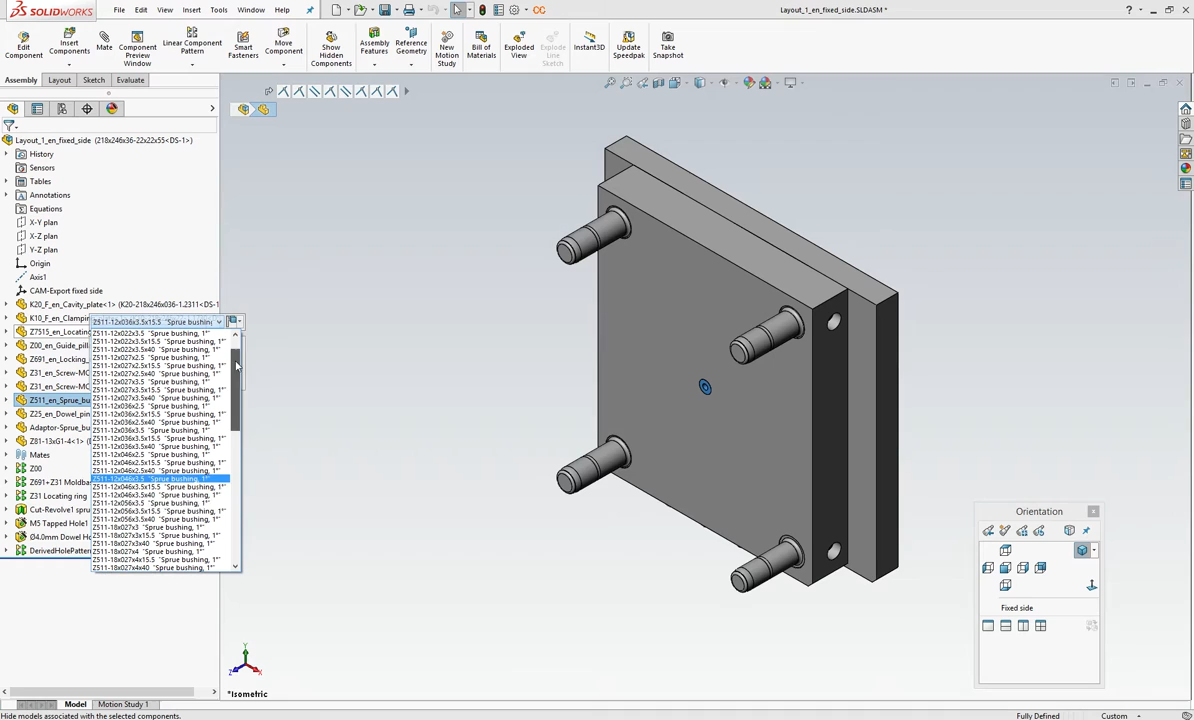 SOLIDWORKS
File Edit View Insert Tools Window Help
Layout_1_en_fixed_side.SLDASM *
Edit Component
Insert Components
Mate
Component Preview Window
Linear Component Pattern
Smart Fasteners
Move Component
Show Hidden Components
Assembly Features
Reference Geometry
New Motion Study
Bill of Materials
Exploded View
Explode Line Sketch
Instant3D
Update Speedpak
Take Snapshot
Assembly Layout Sketch Evaluate
Layout_1_en_fixed_side (218x246x36-22x22x55<DS-1>)
History
Sensors
Tables
Annotations
Equations
X-Y plan
X-Z plan
Y-Z plan
Origin
Axis1
CAM-Export fixed side
K20_F_en_Cavity_plate<1> (K20-218x246x036-1.2311<DS-1
K10_F_en_Clampin
Z7515_en_Locatin
Z00_en_Guide_pill
Z691_en_Locking_
Z31_en_Screw-MC
Z31_en_Screw-MC
Z511_en_Sprue_bu
Z25_en_Dowel_pin
Adaptor-Sprue_be
Z81-13xG1-4<1> (
Mates
Z00
Z691+Z31 Moldba
Z31 Locating ring
Cut-Revolve1 spru
M5 Tapped Hole1
Ø4.0mm Dowel He
DerivedHolePattern
Z511-12x036x3.5x15.5 "Sprue bushing
Z511-12x022x3.5 "Sprue bushing, 1°"
Z511-12x022x3.5x15.5 "Sprue bushing, 1°"
Z511-12x022x3.5x40 "Sprue bushing, 1°"
Z511-12x027x2.5 "Sprue bushing, 1°"
Z511-12x027x2.5x15.5 "Sprue bushing, 1°"
Z511-12x027x2.5x40 "Sprue bushing, 1°"
Z511-12x027x3.5 "Sprue bushing, 1°"
Z511-12x027x3.5x15.5 "Sprue bushing, 1°"
Z511-12x027x3.5x40 "Sprue bushing, 1°"
Z511-12x036x2.5 "Sprue bushing, 1°"
Z511-12x036x2.5x15.5 "Sprue bushing, 1°"
Z511-12x036x2.5x40 "Sprue bushing, 1°"
Z511-12x036x3.5 "Sprue bushing, 1°"
Z511-12x036x3.5x15.5 "Sprue bushing, 1°"
Z511-12x036x3.5x40 "Sprue bushing, 1°"
Z511-12x046x2.5 "Sprue bushing, 1°"
Z511-12x046x2.5x15.5 "Sprue bushing, 1°"
Z511-12x046x2.5x40 "Sprue bushing, 1°"
Z511-12x046x3.5 "Sprue bushing, 1°"
Z511-12x046x3.5x15.5 "Sprue bushing, 1°"
Z511-12x046x3.5x40 "Sprue bushing, 1°"
Z511-12x056x3.5 "Sprue bushing, 1°"
Z511-12x056x3.5x15.5 "Sprue bushing, 1°"
Z511-12x056x3.5x40 "Sprue bushing, 1°"
Z511-18x027x3 "Sprue bushing, 1°"
Z511-18x027x3x15.5 "Sprue bushing, 1°"
Z511-18x027x3x40 "Sprue bushing, 1°"
Z511-18x027x4 "Sprue bushing, 1°"
Z511-18x027x4x15.5 "Sprue bushing, 1°"
Z511-18x027x4x40 "Sprue bushing, 1°"
Orientation
Fixed side
Y
Z
X
*Isometric
Model Motion Study 1
Hide models associated with the selected components.
Fully Defined
Custom